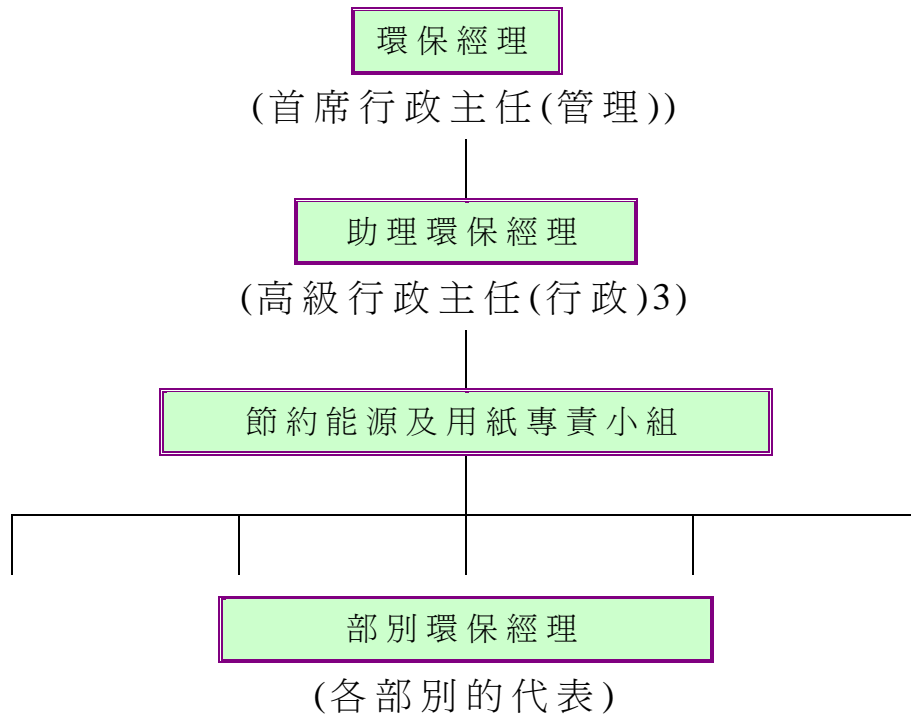 環保經理
(首席行政主任(管理))
助理環保經理
(高級行政主任(行政)3)
節約能源及用紙專責小組
部別環保經理
(各部別的代表)